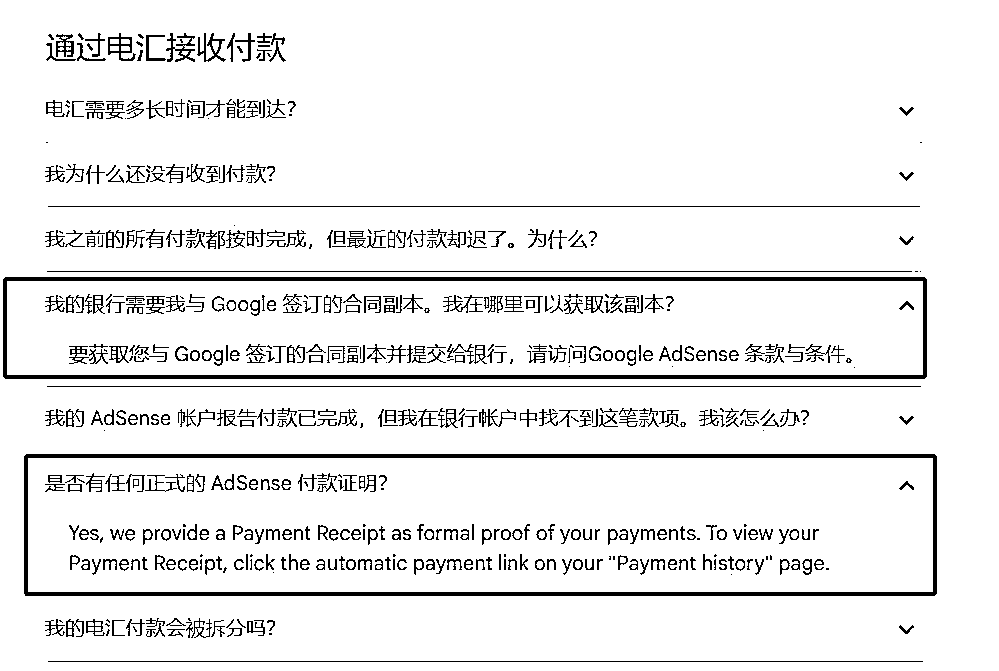 通过电汇接收付款
电汇需要多长时间才能到达？
我为什么还没有收到付款？
我之前的所有付款都按时完成，但最近的付款却迟了。为什么？
我的银行需要我与 Google 签订的合同副本。我在哪里可以获取该副本？
要获取您与 Google 签订的合同副本并提交给银行，请访问Google AdSense 条款与条件。
我的 AdSense 帐户报告付款已完成，但我在银行帐户中找不到这笔款项。我该怎么办？
是否有任何正式的 AdSense 付款证明？
Yes, we provide a Payment Receipt as formal proof of your payments. To view your
Payment Receipt, click the automatic payment link on your "Payment history" page.
我的电汇付款会被拆分吗？